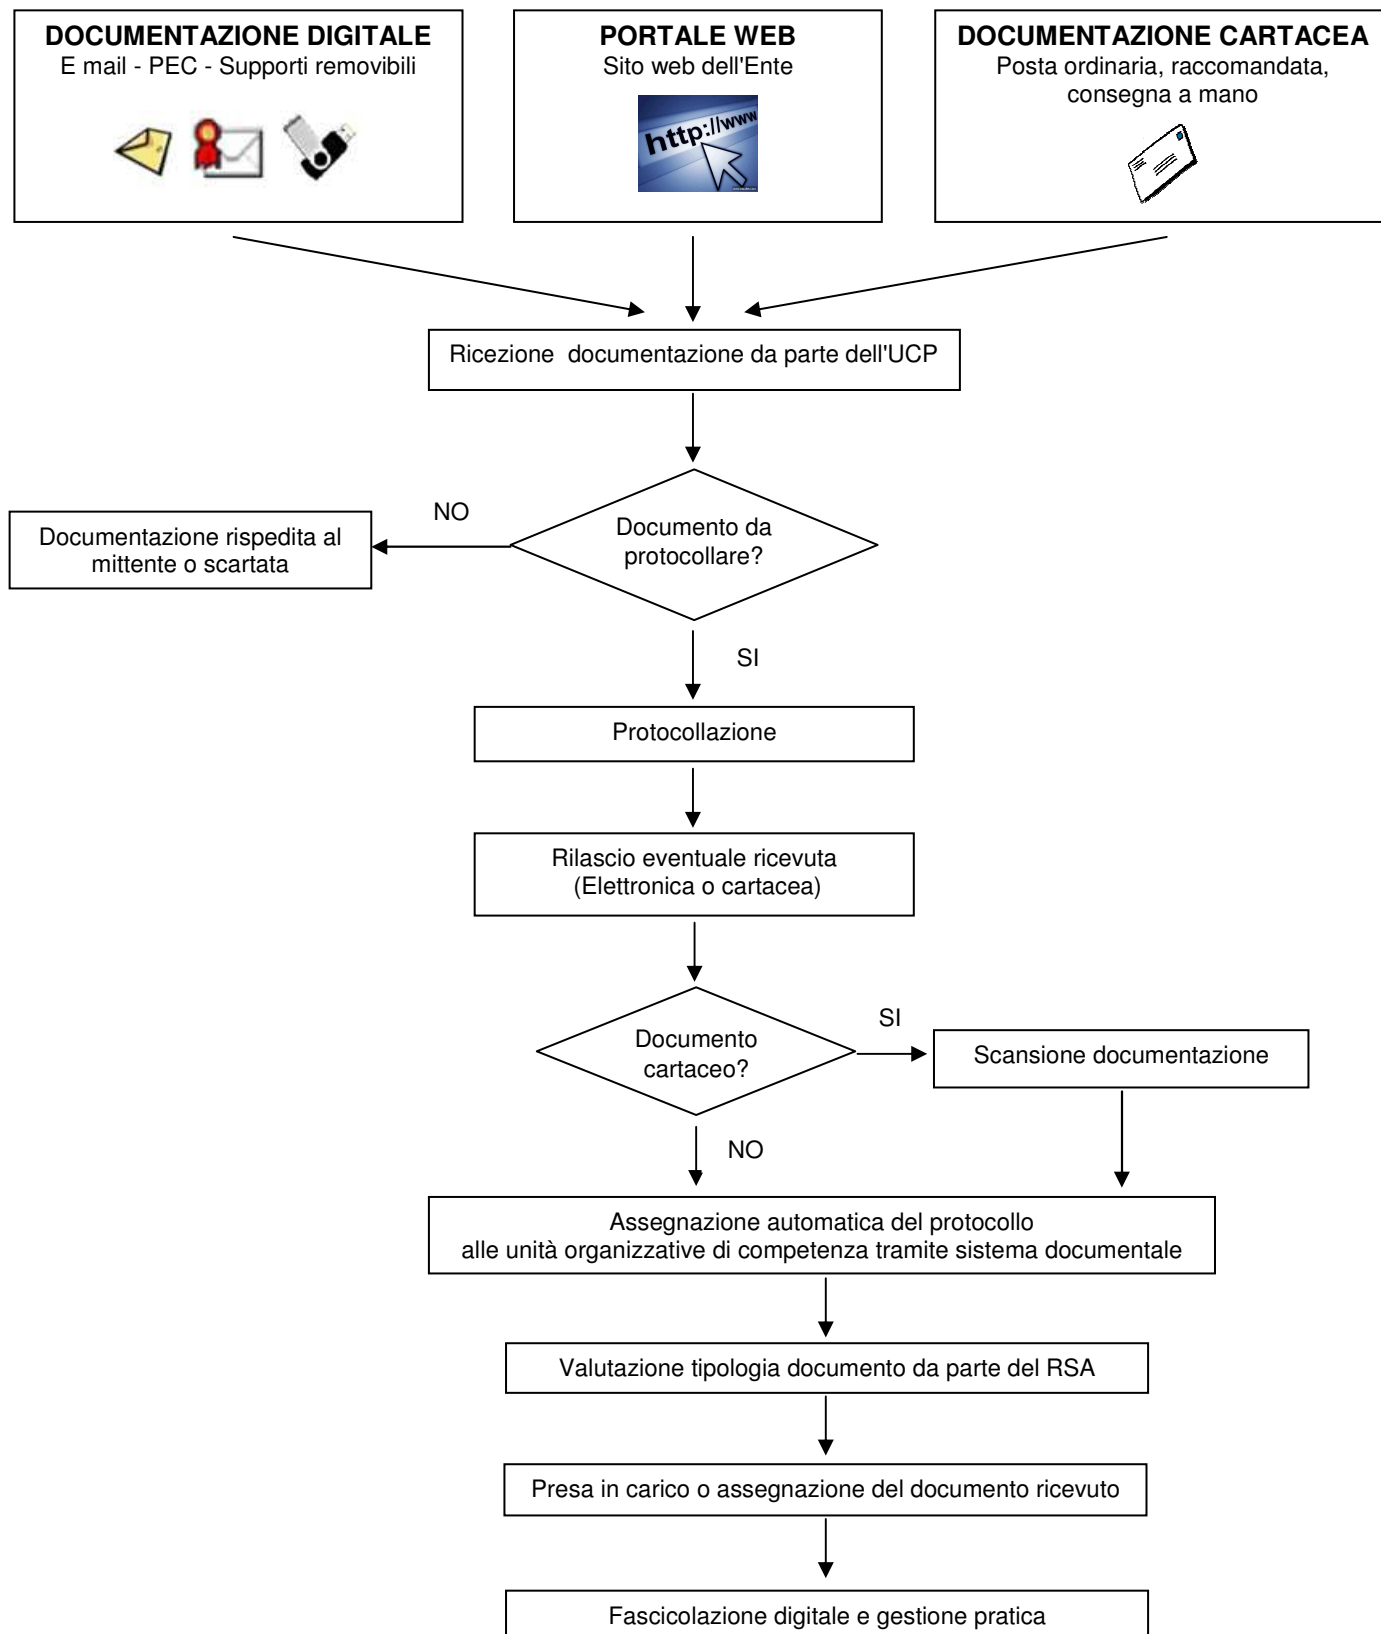 DOCUMENTAZIONE DIGITALE
E mail - PEC - Supporti removibili
PORTALE WEB
Sito web dell'Ente
http://www
DOCUMENTAZIONE CARTACEA
Posta ordinaria, raccomandata,
consegna a mano
Ricezione documentazione da parte dell'UCP
Documento da
protocollare?
NO
Documentazione rispedita al
mittente o scartata
SI
Protocollazione
Rilascio eventuale ricevuta
(Elettronica o cartacea)
Documento
cartaceo?
SI
Scansione documentazione
NO
Assegnazione automatica del protocollo
alle unità organizzative di competenza tramite sistema documentale
Valutazione tipologia documento da parte del RSA
Presa in carico o assegnazione del documento ricevuto
Fascicolazione digitale e gestione pratica